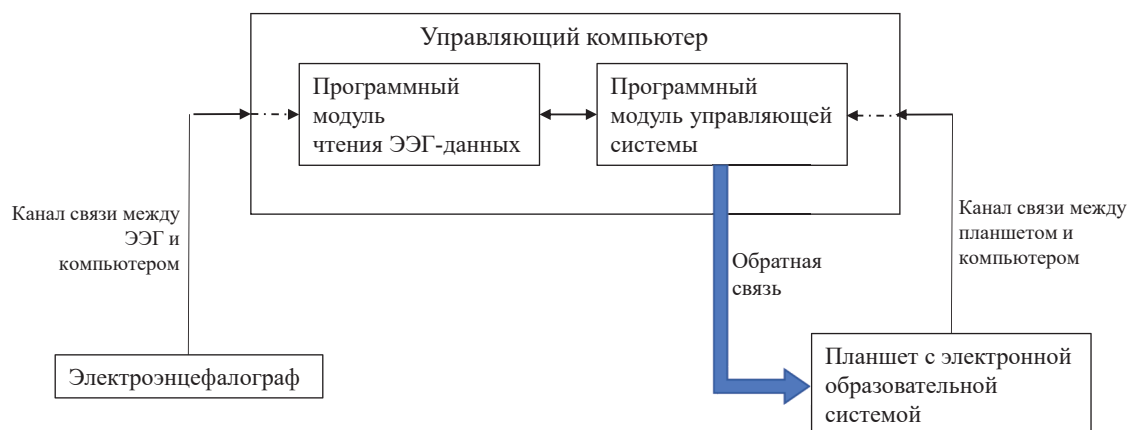 Управляющий компьютер
Программный
модуль
чтения ЭЭГ-данных
Программный
модуль управляющей
системы
Канал связи между
ЭЭГ и
компьютером
Канал связи между
планшетом и
компьютером
Обратная
связь
Электроэнцефалограф
Планшет с электронной
образовательной
системой